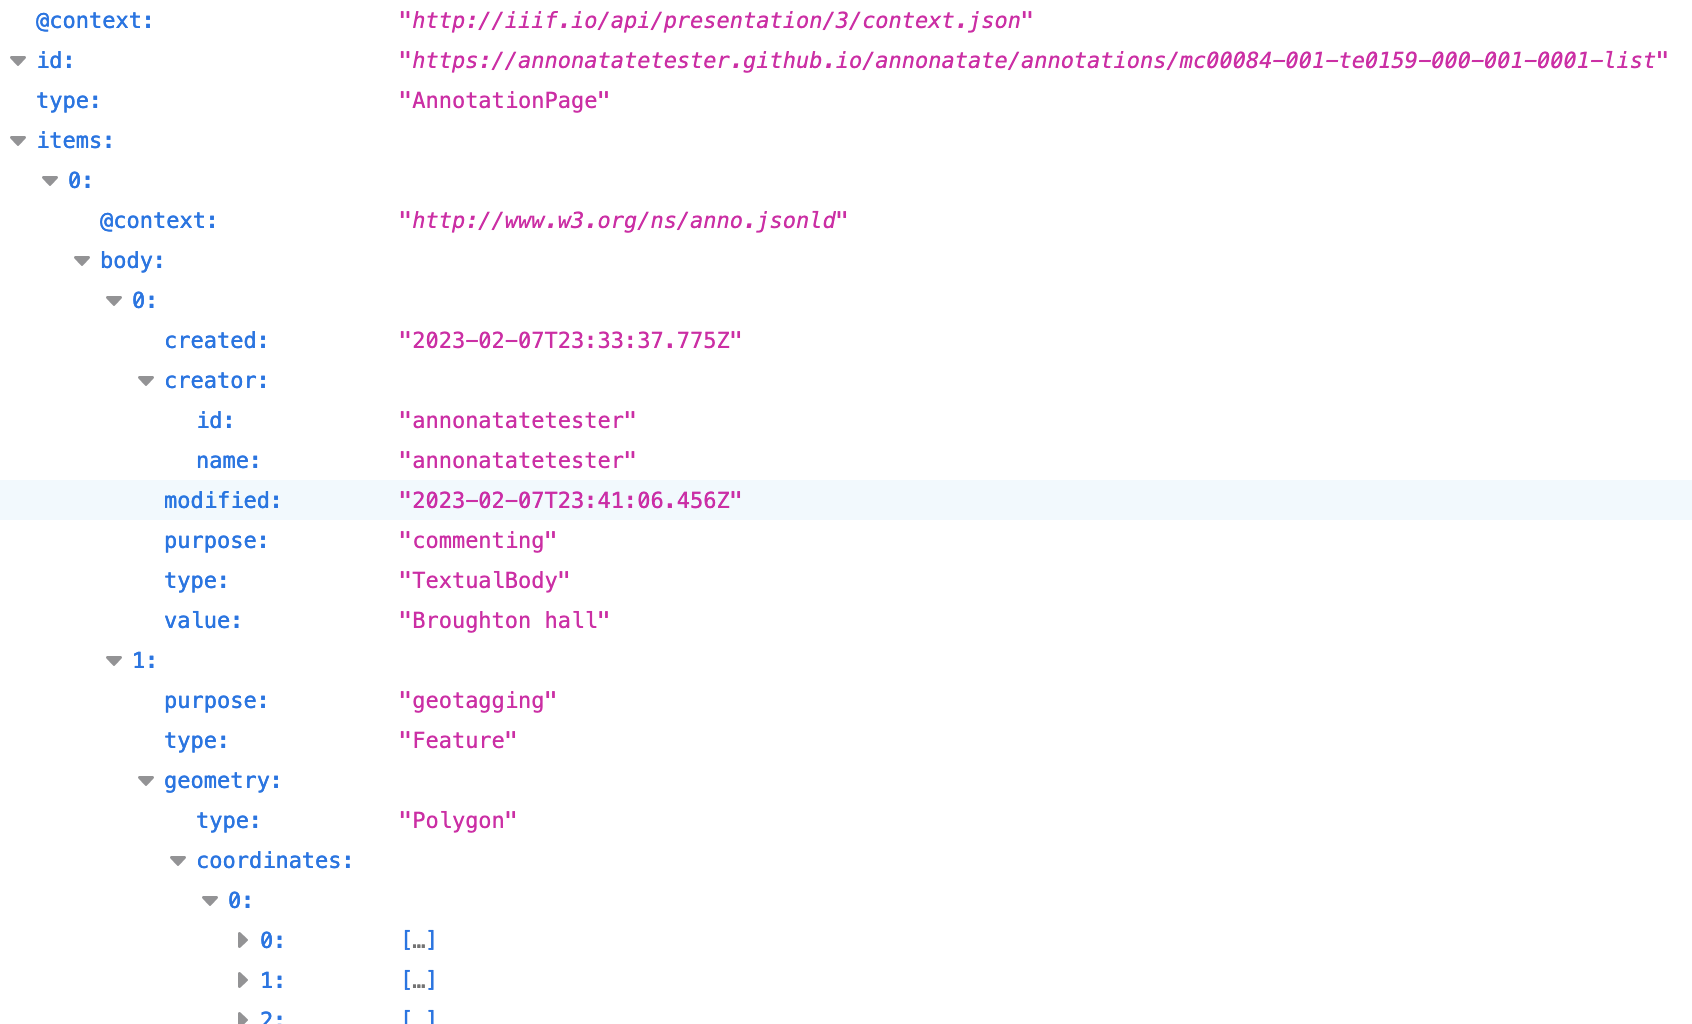 @context: "http://iiif.io/api/presentation/3/context.json"
id: "https://annonatatetester.github.io/annonatate/annotations/mc00084-001-te0159-000-001-0001-list"
type: "AnnotationPage"
items:
0:
@context: "http://www.w3.org/ns/anno.jsonld"
body:
0:
created: "2023-02-07T23:33:37.775Z"
creator:
id: "annonatatetester"
name: "annonatatetester"
modified: "2023-02-07T23:41:06.456Z"
purpose: "commenting"
type: "TextualBody"
value: "Broughton hall"
1:
purpose: "geotagging"
type: "Feature"
geometry:
type: "Polygon"
coordinates:
0:
0: […]
1: […]
2: […]